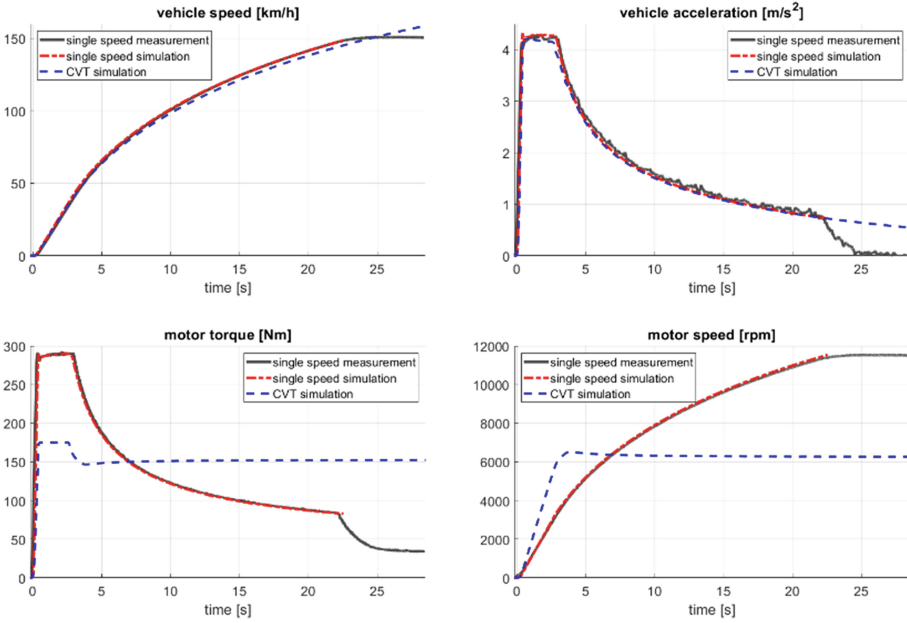 vehicle speed [km/h]
150
100
50
0
single speed measurement
single speed simulation
CVT simulation
0 5 10 15 20 25
time [s]
vehicle acceleration [m/s²]
4
3
2
1
0
single speed measurement
single speed simulation
CVT simulation
0 5 10 15 20 25
time [s]
motor torque [Nm]
300
250
200
150
100
50
0
single speed measurement
single speed simulation
CVT simulation
0 5 10 15 20 25
time [s]
motor speed [rpm]
12000
10000
8000
6000
4000
2000
0
single speed measurement
single speed simulation
CVT simulation
0 5 10 15 20 25
time [s]